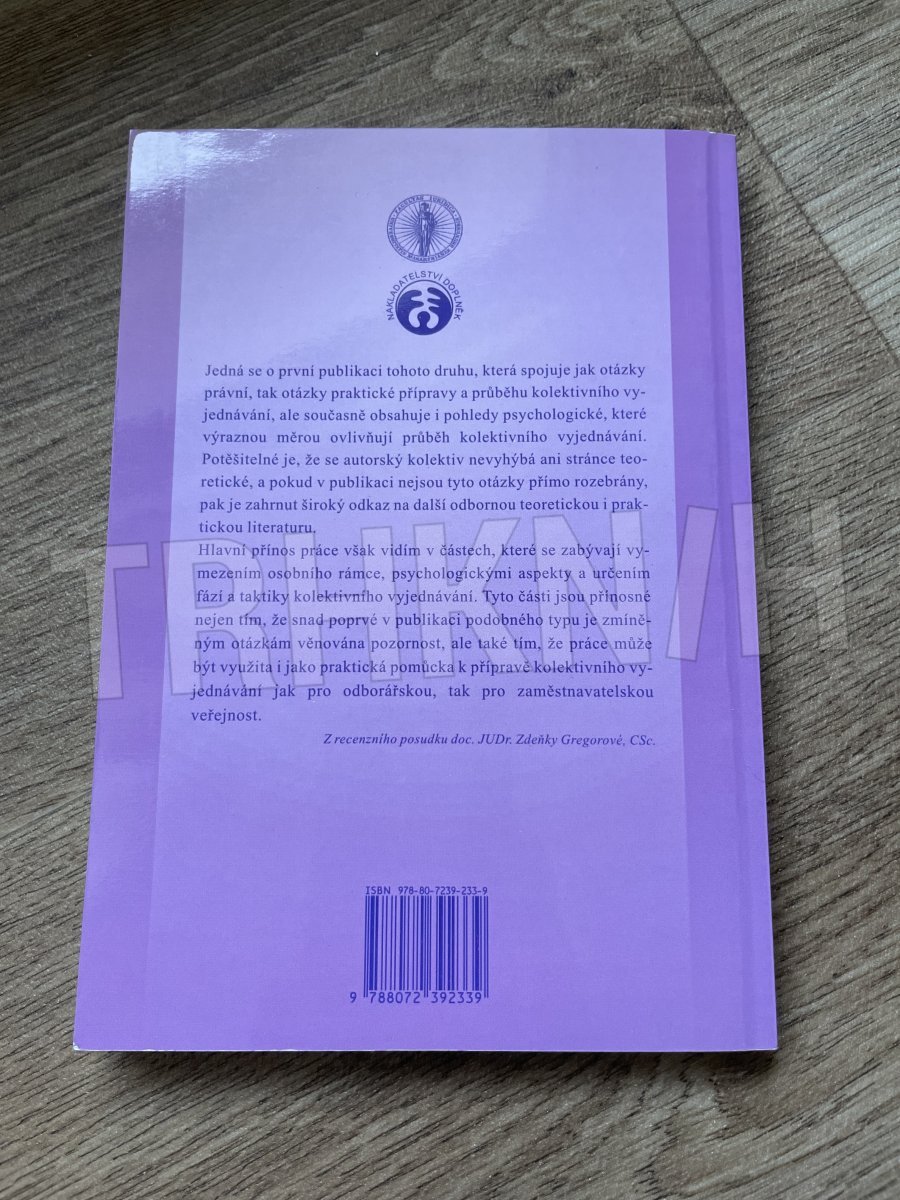 NAKLADATELSTVÍ DOPLNĚK
Jedná se o první publikaci tohoto druhu, která spojuje jak otázky
právní, tak otázky praktické přípravy a průběhu kolektivního vy-
jednávání, ale současně obsahuje i pohledy psychologické, které
výraznou měrou ovlivňují průběh kolektivního vyjednávání.
Potěšitelné je, že se autorský kolektiv nevyhýbá ani stránce teo-
retické, a pokud v publikaci nejsou tyto otázky přímo rozebrány,
pak je zahrnut široký odkaz na další odbornou teoretickou i prak-
tickou literaturu.
Hlavní přínos práce však vidím v částech, které se zabývají vy-
mezením osobního rámce, psychologickými aspekty a určením
fází a taktiky kolektivního vyjednávání. Tyto části jsou přínosné
nejen tím, že snad poprvé v publikaci podobného typu je zmíně-
ným otázkám věnována pozornost, ale také tím, že práce může
být využita i jako praktická pomůcka k přípravě kolektivního vy-
jednávání jak pro odborářskou, tak pro zaměstnavatelskou
veřejnost.
Z recenzního posudku doc. JUDr. Zdeňky Gregorové, CSc.
ISBN 978-80-7239-233-9
9 788072 392339
TRHKNIH